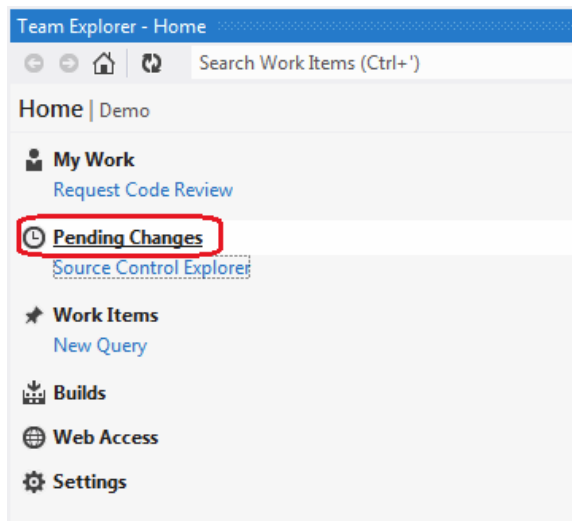 Team Explorer - Home
Search Work Items (Ctrl+')
Home | Demo
My Work
Request Code Review
Pending Changes
Source Control Explorer
Work Items
New Query
Builds
Web Access
Settings